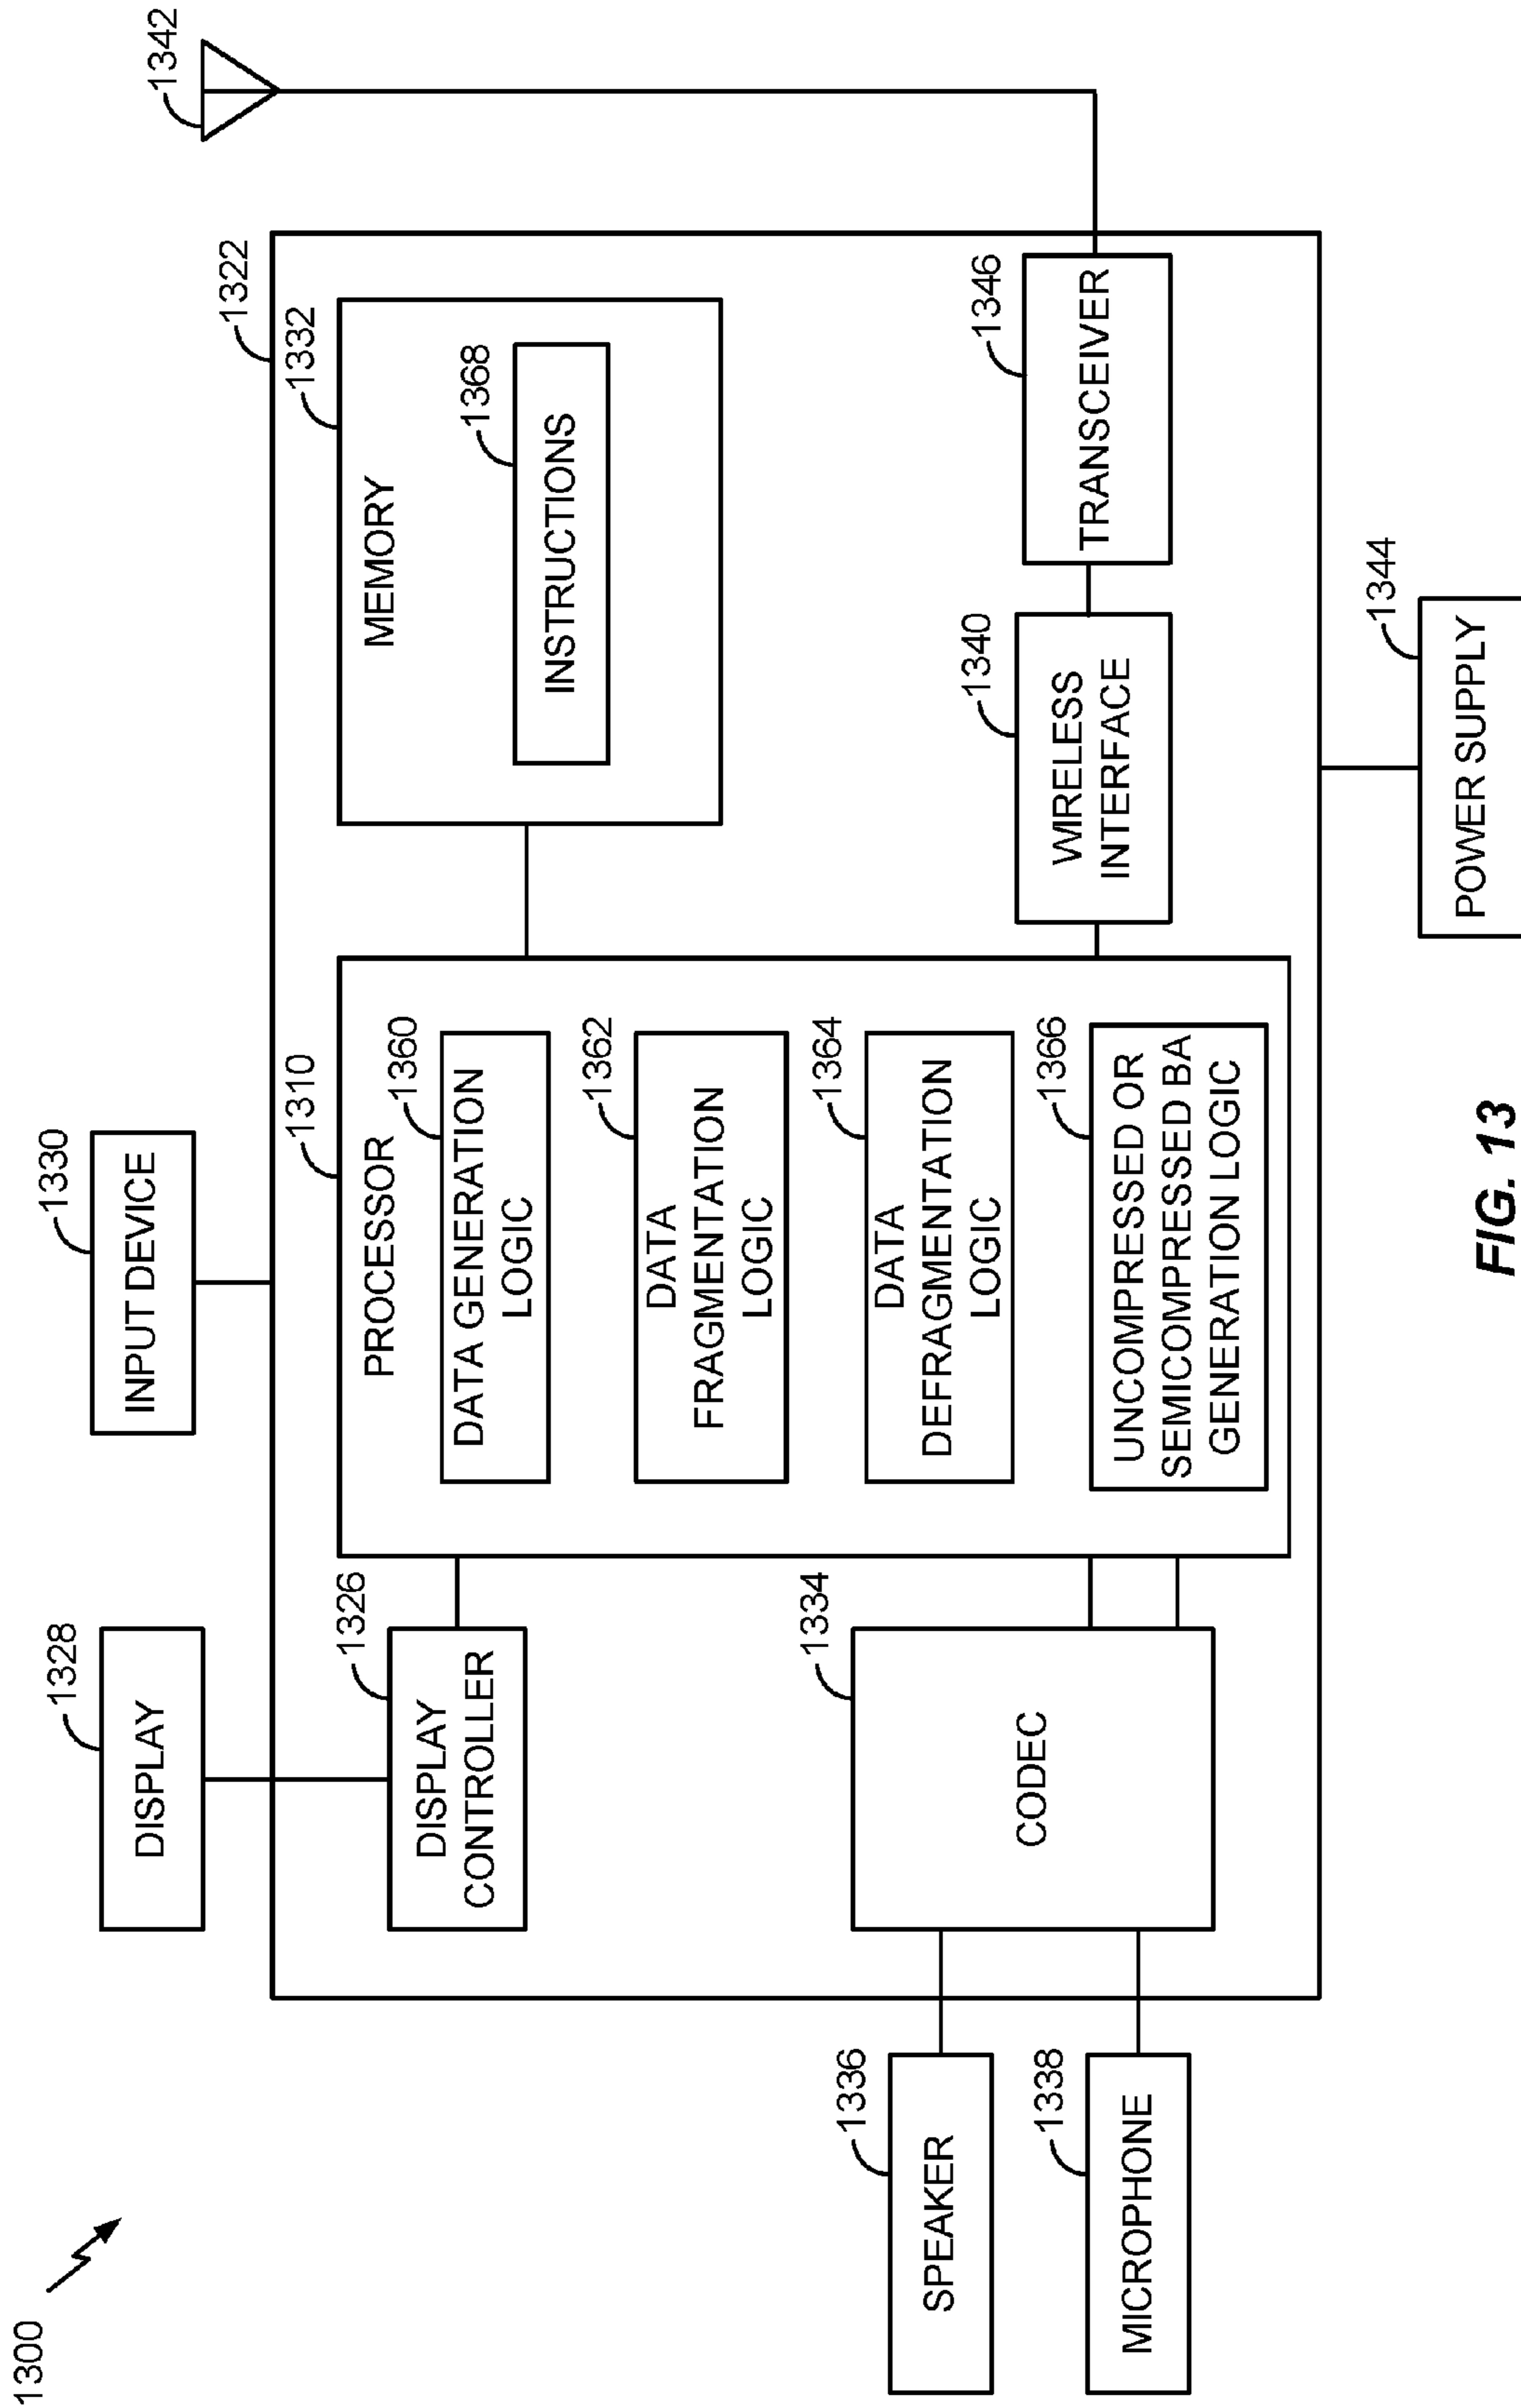 1300
DISPLAY
1328
INPUT DEVICE
1330
1342
1322
DISPLAY
CONTROLLER
1326
PROCESSOR
1310
DATA GENERATION
LOGIC
1360
DATA
FRAGMENTATION
LOGIC
1362
DATA
DEFRAGMENTATION
LOGIC
1364
UNCOMPRESSED OR
SEMICOMPRESSED BA
GENERATION LOGIC
1366
MEMORY
1332
INSTRUCTIONS
1368
SPEAKER
1336
MICROPHONE
1338
CODEC
1334
WIRELESS
INTERFACE
1340
TRANSCEIVER
1346
POWER SUPPLY
1344
FIG. 13